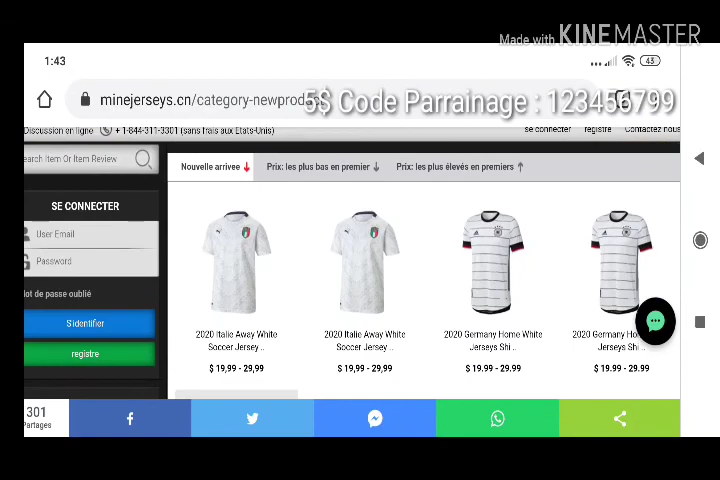 Made with KINEMASTER
1:43
43
minejerseys.cn/category-newprod
5$ Code Parrainage : 123456799
Discussion en ligne
+ 1-844-311-3301 (sans frais aux Etats-Unis)
se connecter
registre
Contactez nous
earch Item Or Item Review
Nouvelle arrivee
Prix: les plus bas en premier
Prix: les plus élevés en premiers
SE CONNECTER
User Email
Password
ot de passe oublié
S'identifier
registre
2020 Italie Away White
Soccer Jersey ..
$ 19,99 - 29,99
2020 Italie Away White
Soccer Jersey ..
$ 19,99 - 29,99
2020 Germany Home White
Jerseys Shi ..
$ 19.99 - 29.99
2020 Germany Ho
Jerseys Shi ..
$ 19.99 - 29.99
301
Partages